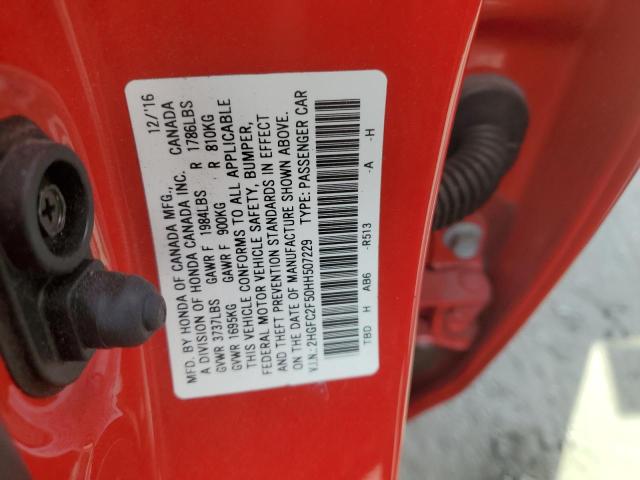 MFD. BY HONDA OF CANADA MFG., 12/'16
A DIVISION OF HONDA CANADA INC. CANADA
GVWR 3737LBS GAWR F 1984LBS R 1786LBS
GVWR 1695KG GAWR F 900KG R 810KG
THIS VEHICLE CONFORMS TO ALL APPLICABLE
FEDERAL MOTOR VEHICLE SAFETY, BUMPER,
AND THEFT PREVENTION STANDARDS IN EFFECT
ON THE DATE OF MANUFACTURE SHOWN ABOVE.
V.I.N.: 2HGFC2F50HH507229 TYPE: PASSENGER CAR
TBD H AB6 -R513 -A -H